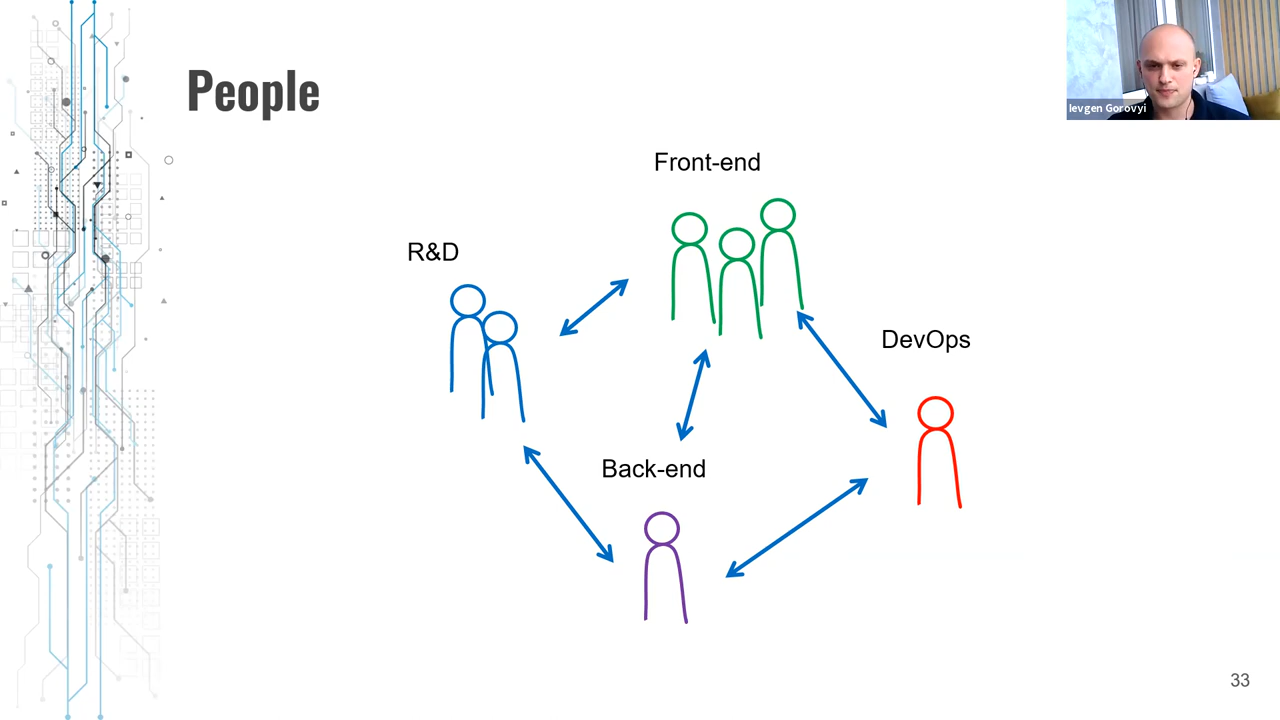 People
Ievgen Gorovyi
Front-end
R&D
DevOps
Back-end
33